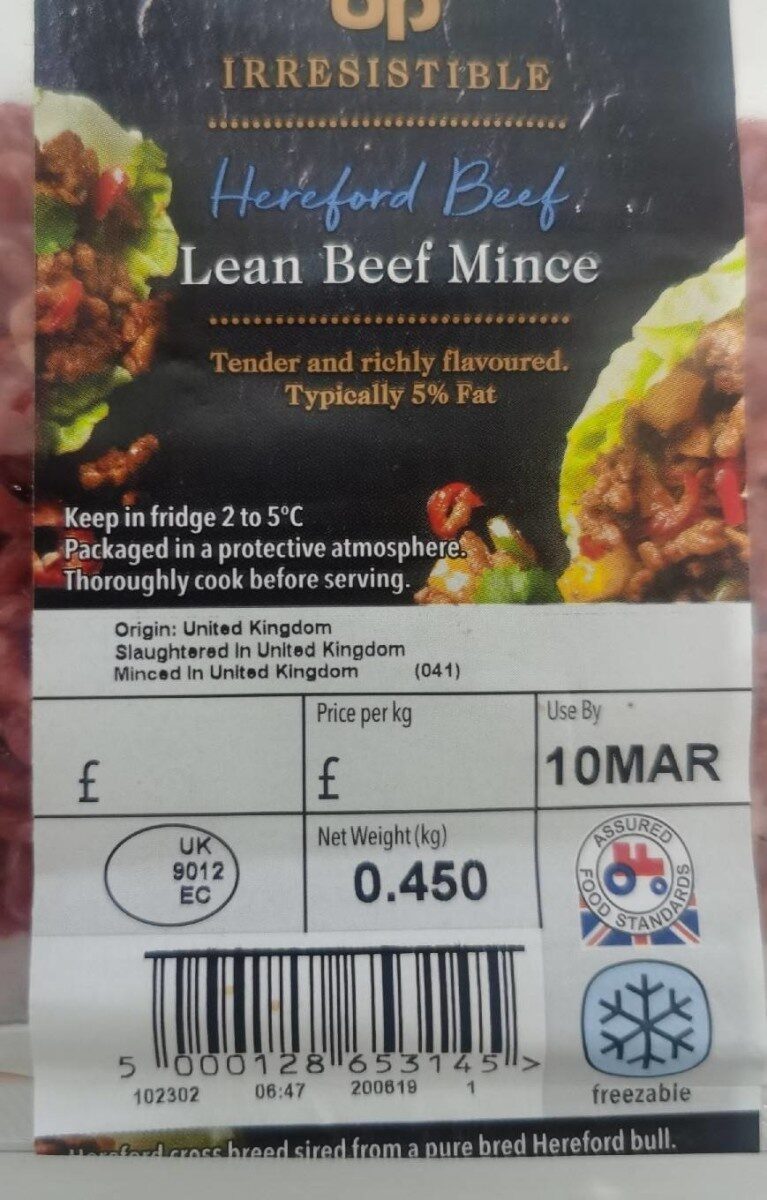 op
IRRESISTIBLE
Hereford Beef
Lean Beef Mince
Tender and richly flavoured.
Typically 5% Fat
Keep in fridge 2 to 5°C
Packaged in a protective atmosphere.
Thoroughly cook before serving.
Origin: United Kingdom
Slaughtered In United Kingdom
Minced In United Kingdom (041)
£
Price per kg
£
Use By
10MAR
UK
9012
EC
Net Weight (kg)
0.450
ASSURED
FOOD STANDARDS
5 000128 653145 >
102302 06:47 200619 1
freezable
Hereford cross breed sired from a pure bred Hereford bull.